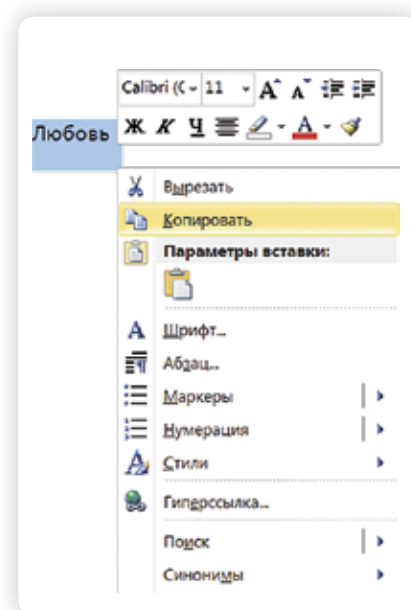 Calibri (С 11 А А
Любовь Ж К Ч А
Вырезать
Копировать
Параметры вставки:
Шрифт...
Абзац...
Маркеры
Нумерация
Стили
Гиперссылка...
Поиск
Синонимы